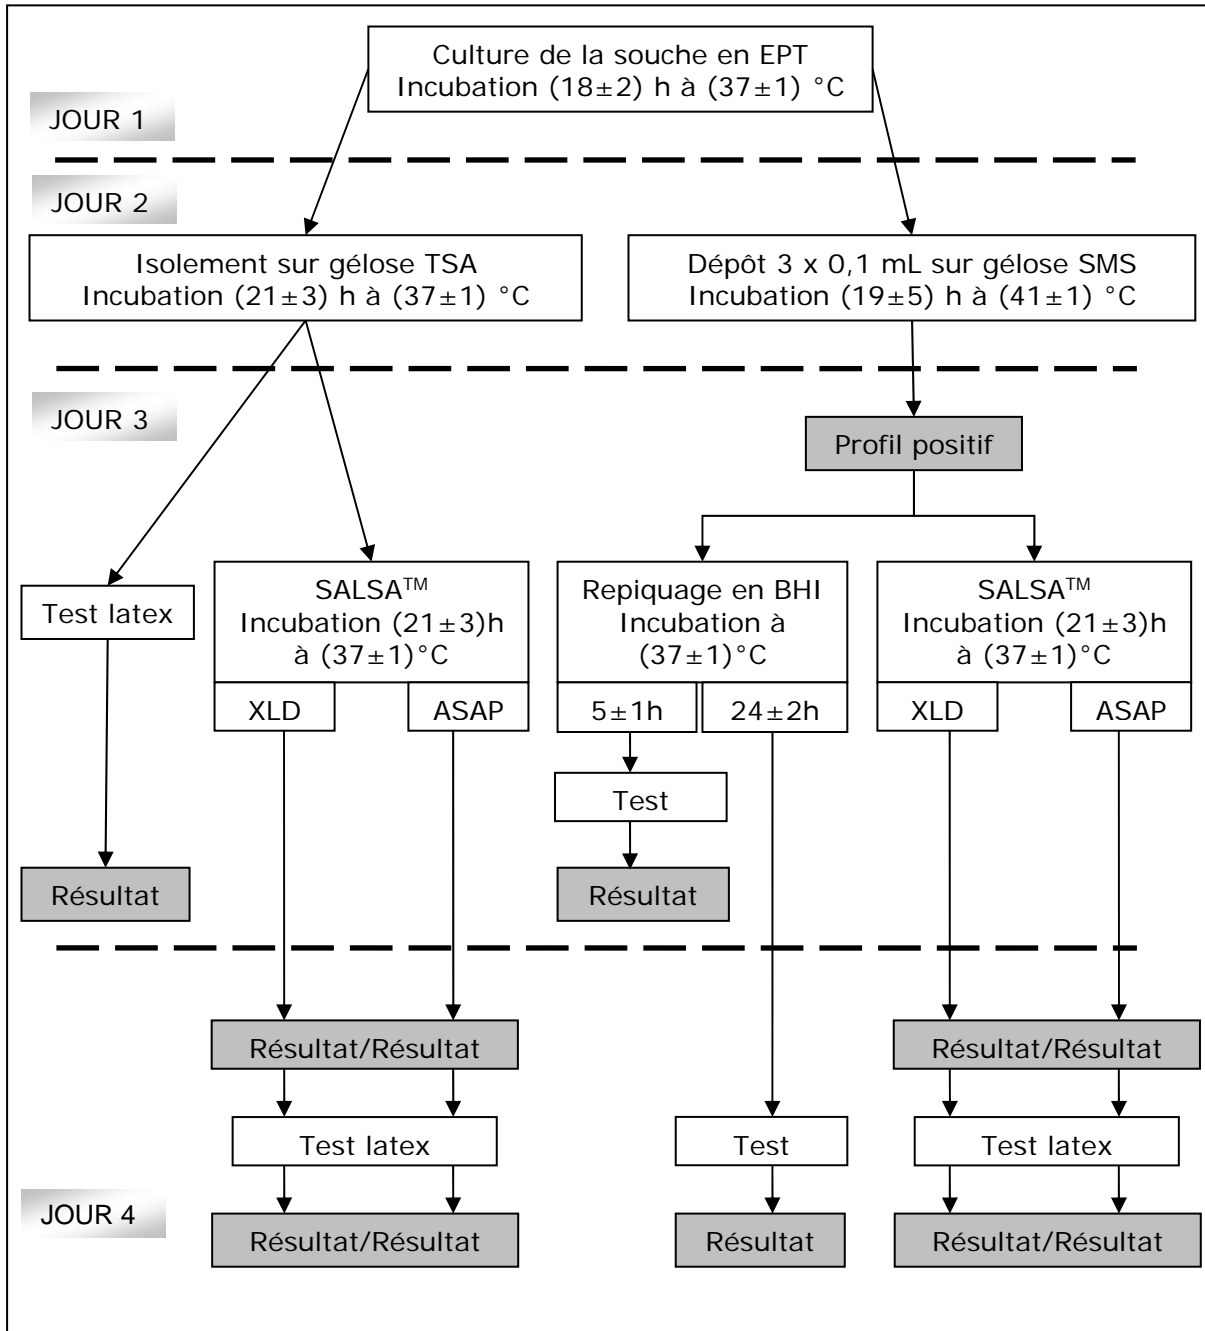 Culture de la souche en EPT
Incubation (18±2) h à (37±1) °C
JOUR 1
JOUR 2
Isolement sur gélose TSA
Incubation (21±3) h à (37±1) °C
Dépôt 3 x 0,1 mL sur gélose SMS
Incubation (19±5) h à (41±1) °C
JOUR 3
Profil positif
Test latex
SALSA™
Incubation (21±3)h
à (37±1)°C
XLD
ASAP
Repiquage en BHI
Incubation à
(37±1)°C
5±1h
24±2h
SALSA™
Incubation (21±3)h
à (37±1)°C
XLD
ASAP
Test
Résultat
Résultat
Résultat/Résultat
Résultat/Résultat
Test latex
Test
Test latex
JOUR 4
Résultat/Résultat
Résultat
Résultat/Résultat